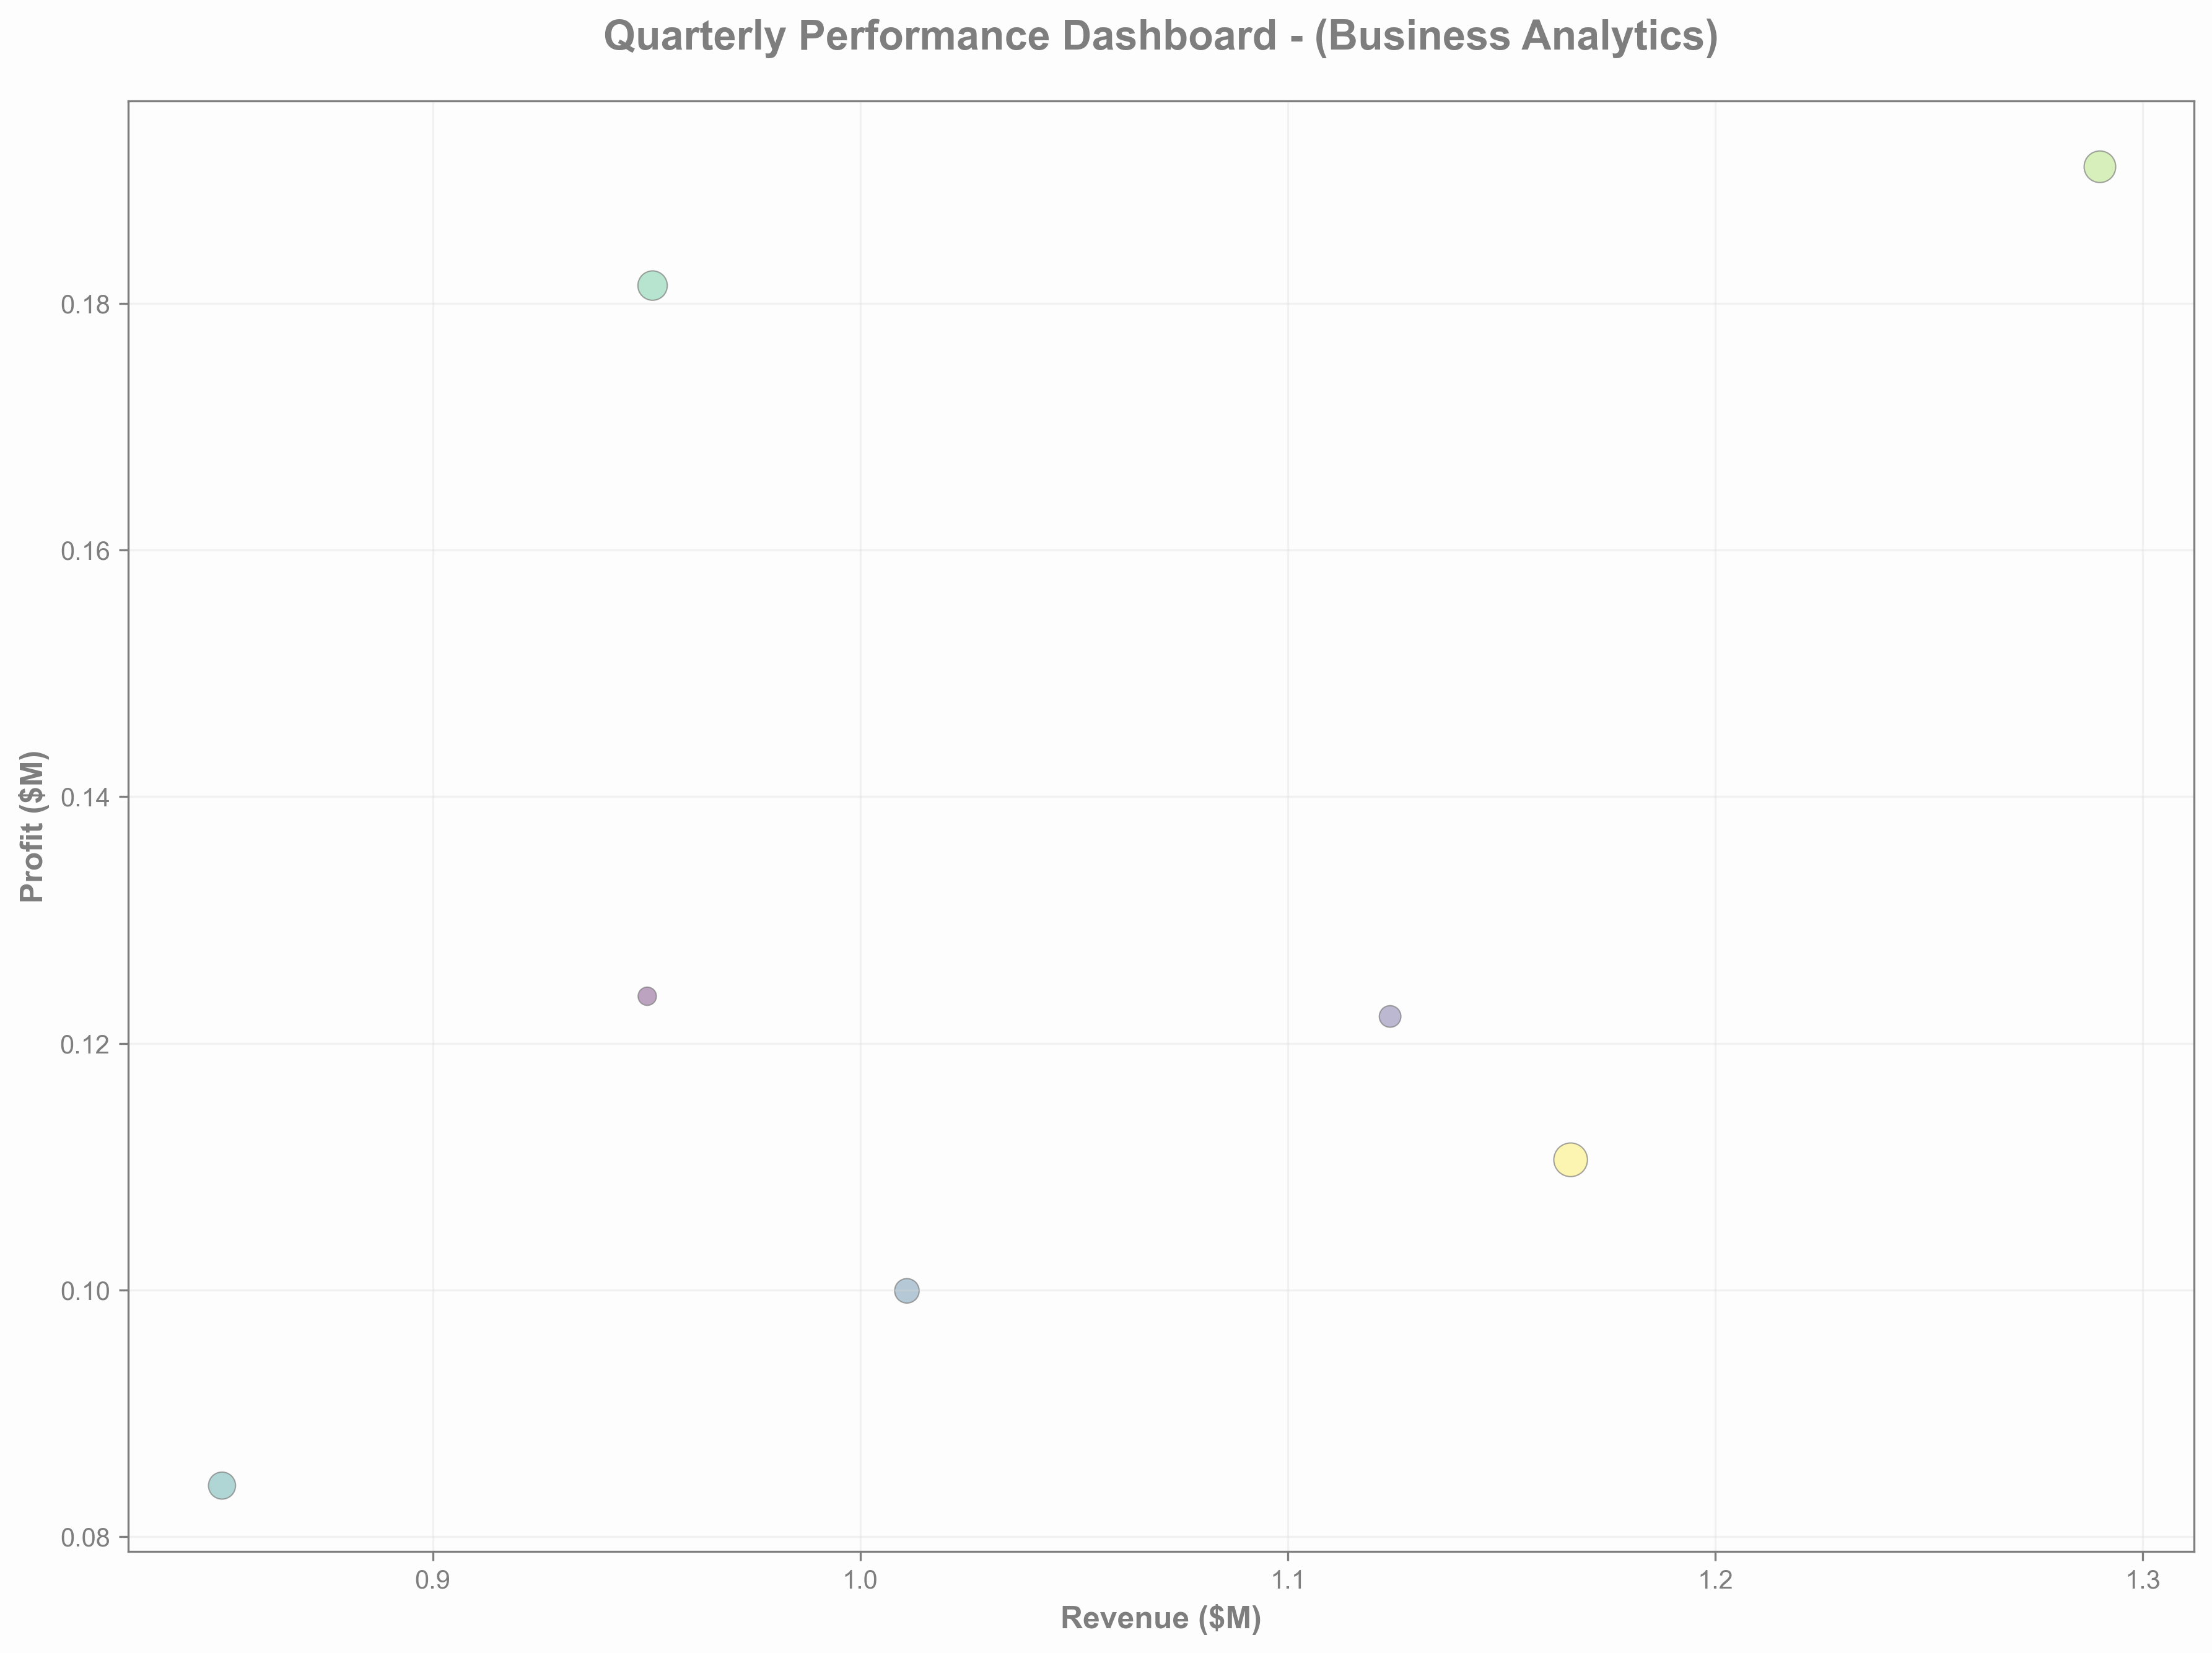 Quarterly Performance Dashboard - (Business Analytics)
Profit ($M)
0.18
0.16
0.14
0.12
0.10
0.08
0.9 1.0 1.1 1.2 1.3
Revenue ($M)